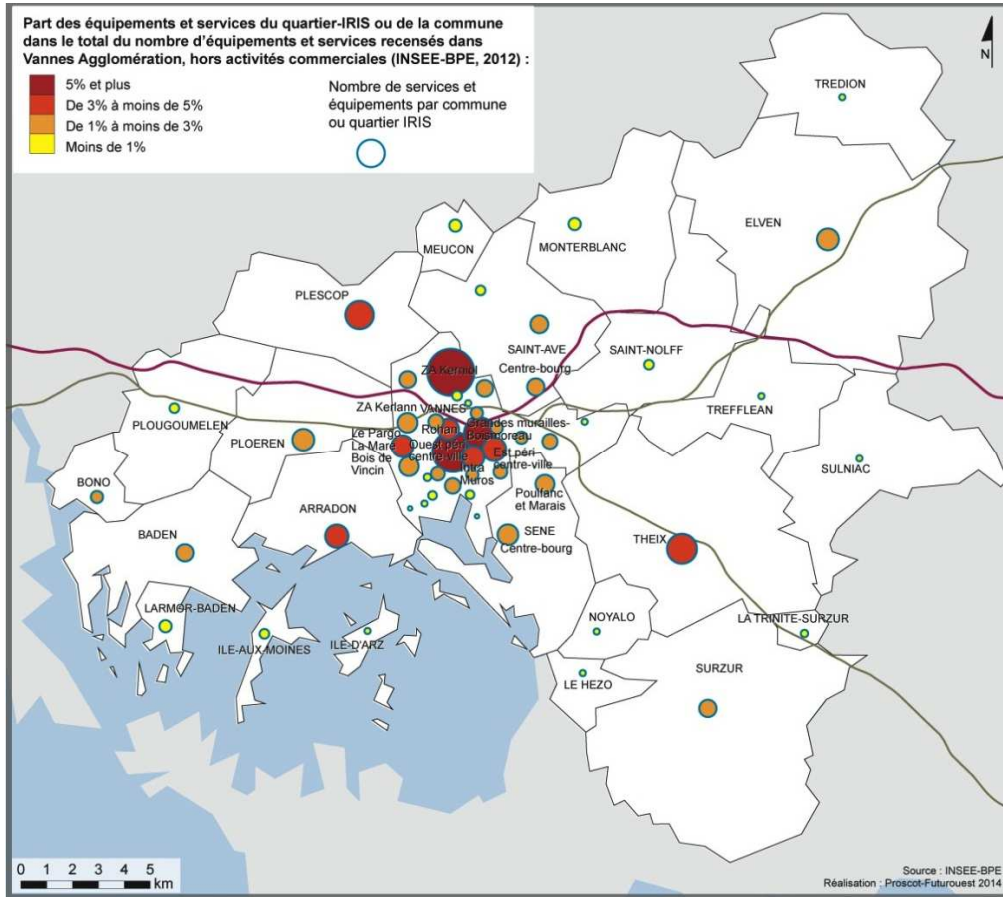 Part des équipements et services du quartier-IRIS ou de la commune
dans le total du nombre d'équipements et services recensés dans
Vannes Agglomération, hors activités commerciales (INSEE-BPE, 2012) :
5% et plus
De 3% à moins de 5%
De 1% à moins de 3%
Moins de 1%
Nombre de services et
équipements par commune
ou quartier IRIS
N
TREDION
ELVEN
MEUCON
MONTERBLANC
PLESCOP
SAINT-AVE
Centre-bourg
SAINT-NOLFF
ZA Kerniol
TREFFLEAN
PLOUGOUMELEN
ZA Kerlann
VANNES
Rohan
Grandes murailles-
Boismoreau
PLOEREN
Le Pargo
La Mare
Bois de
Vincin
Ouest péri
centre-ville
Est péri
centre-ville
Intra
Muros
SULNIAC
BONO
Poulfanc
et Marais
ARRADON
BADEN
SENE
Centre-bourg
THEIX
LARMOR-BADEN
ILE-AUX-MOINES
ILE-D'ARZ
NOYALO
LA TRINITE-SURZUR
LE HEZO
SURZUR
0 1 2 3 4 5
km
Source : INSEE-BPE
Réalisation : Proscot-Futurouest 2014